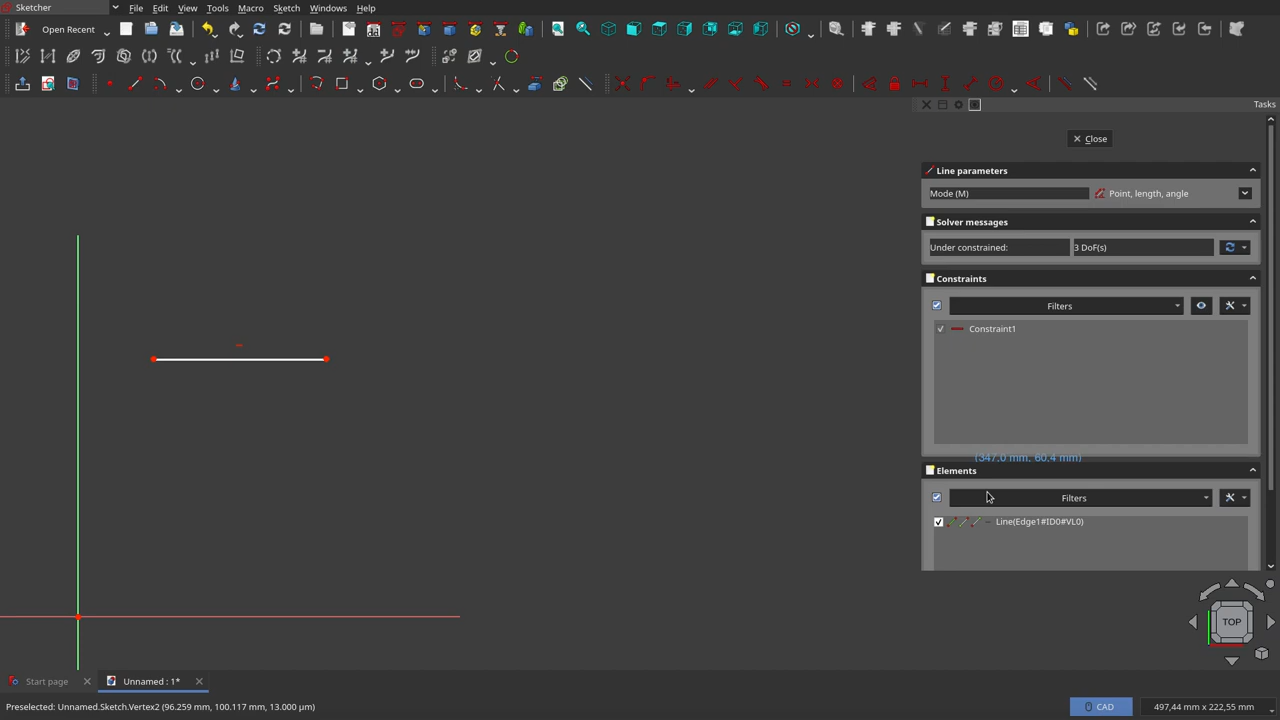 Sketcher File Edit View Tools Macro Sketch Windows Help
Open Recent
Tasks
Close
Line parameters
Mode (M) Point, length, angle
Solver messages
Under constrained: 3 DoF(s)
Constraints
Filters
Constraint1
(347,0 mm, 60,4 mm)
Elements
Filters
Line(Edge1#ID0#VL0)
TOP
Start page Unnamed : 1*
Preselected: Unnamed.Sketch.Vertex2 (96.259 mm, 100.117 mm, 13.000 µm) CAD 497,44 mm x 222,55 mm